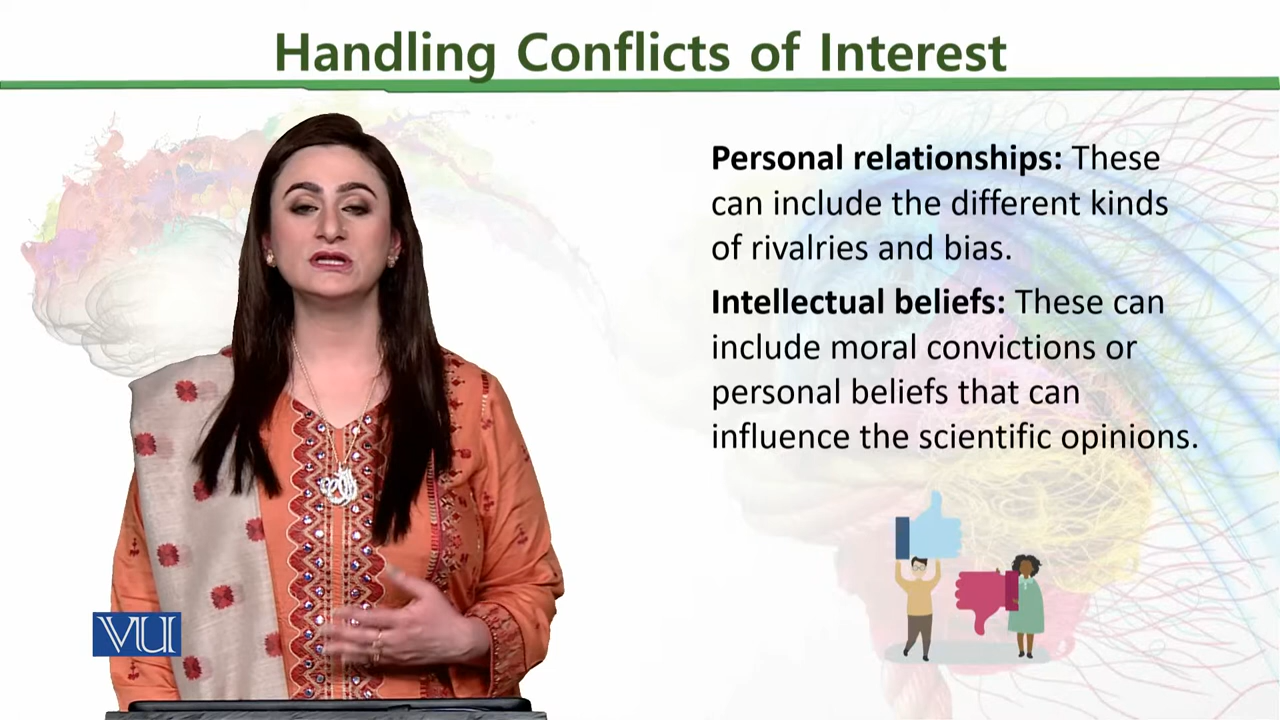 Handling Conflicts of Interest
Personal relationships: These
can include the different kinds
of rivalries and bias.
Intellectual beliefs: These can
include moral convictions or
personal beliefs that can
influence the scientific opinions.
VU